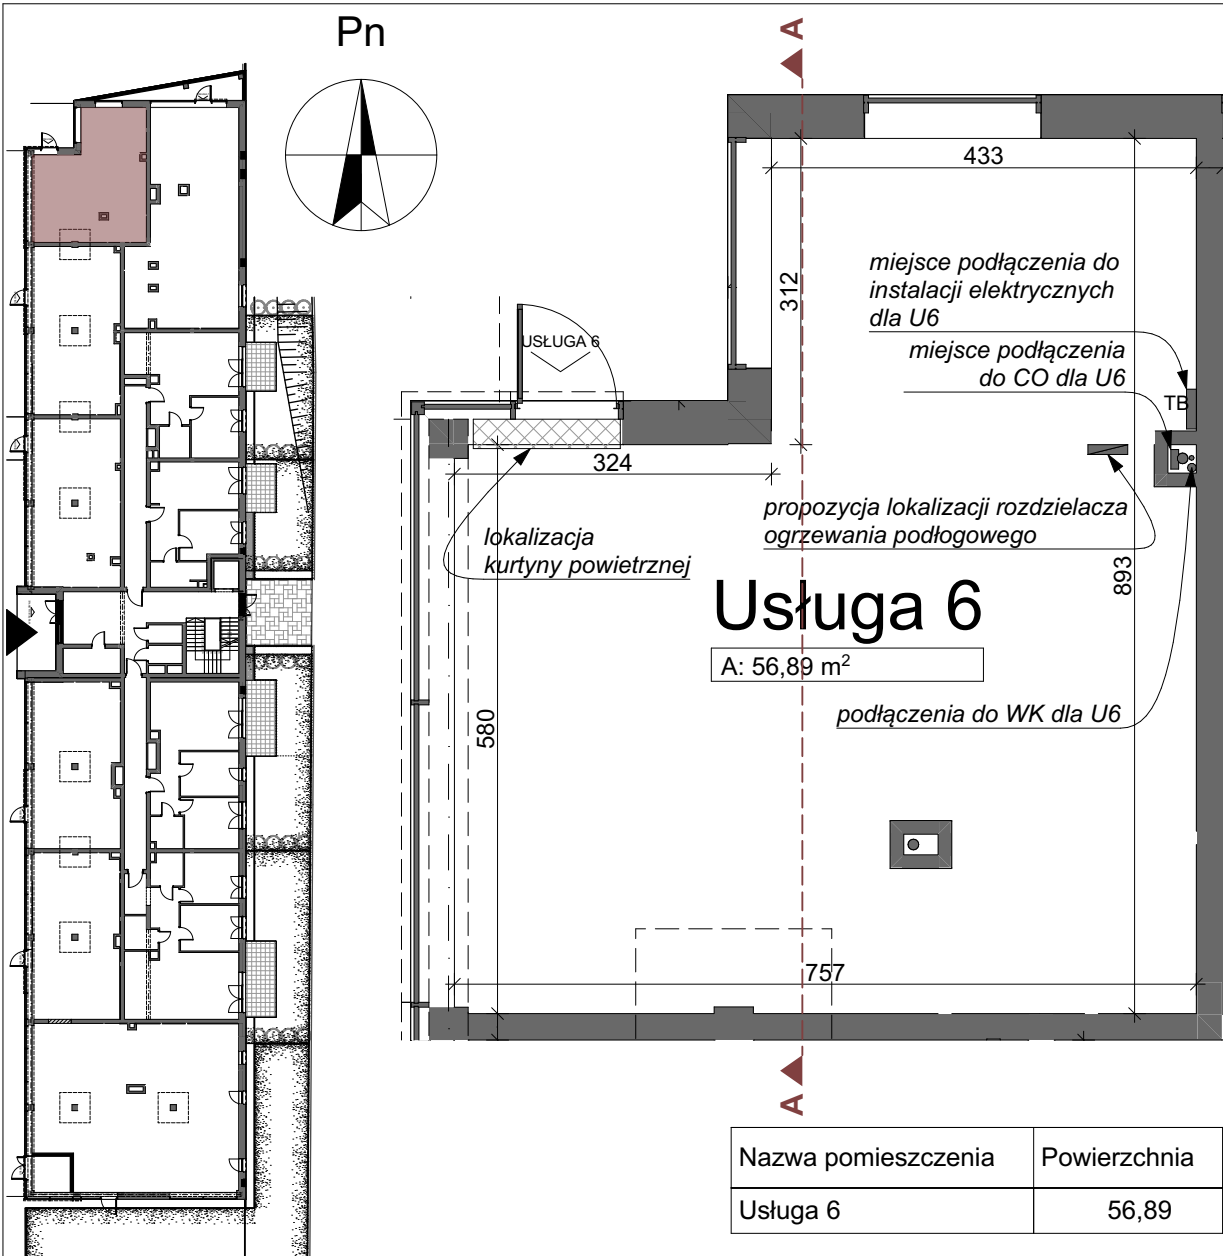 Pn
A
433
312
miejsce podłączenia do
instalacji elektrycznych
dla U6
miejsce podłączenia
do CO dla U6
USŁUGA 6
TB
324
propozycja lokalizacji rozdzielacza
ogrzewania podłogowego
lokalizacja
kurtyny powietrznej
893
Usługa 6
A: 56,89 m²
580
podłączenia do WK dla U6
757
A
Nazwa pomieszczenia Powierzchnia
Usługa 6 56,89